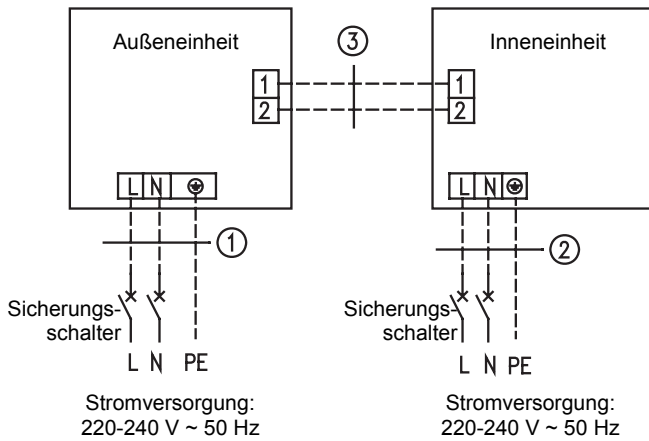 Außeneinheit
③
Inneneinheit
1
1
2
2
L N
L N
①
②
Sicherungs-
schalter
Sicherungs-
schalter
L N PE
L N PE
Stromversorgung:
220-240 V ~ 50 Hz
Stromversorgung:
220-240 V ~ 50 Hz